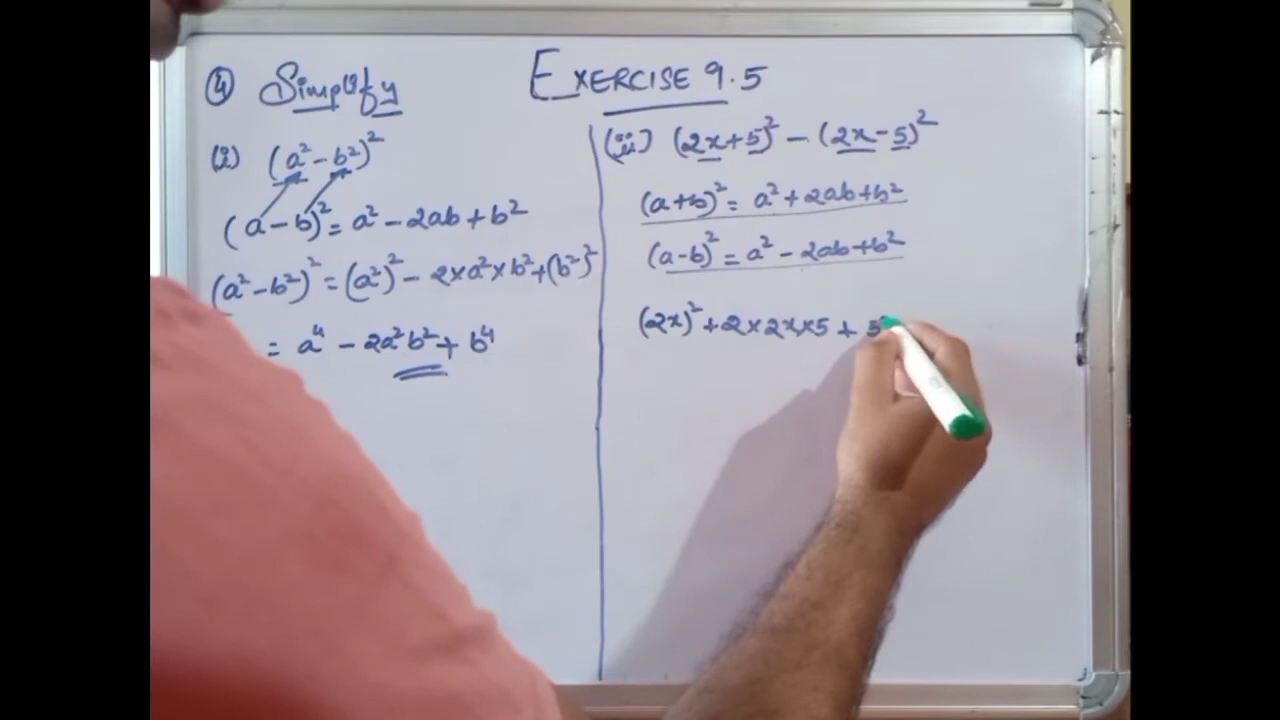 EXERCISE 9.5
④ Simplify
(i) (a² - b²)²
(a - b)² = a² - 2ab + b²
(a² - b²)² = (a²)² - 2×a²×b² + (b²)²
= a⁴ - 2a²b² + b⁴
(ii) (2x + 5)² - (2x - 5)²
(a + b)² = a² + 2ab + b²
(a - b)² = a² - 2ab + b²
(2x)² + 2×2x×5 + 5